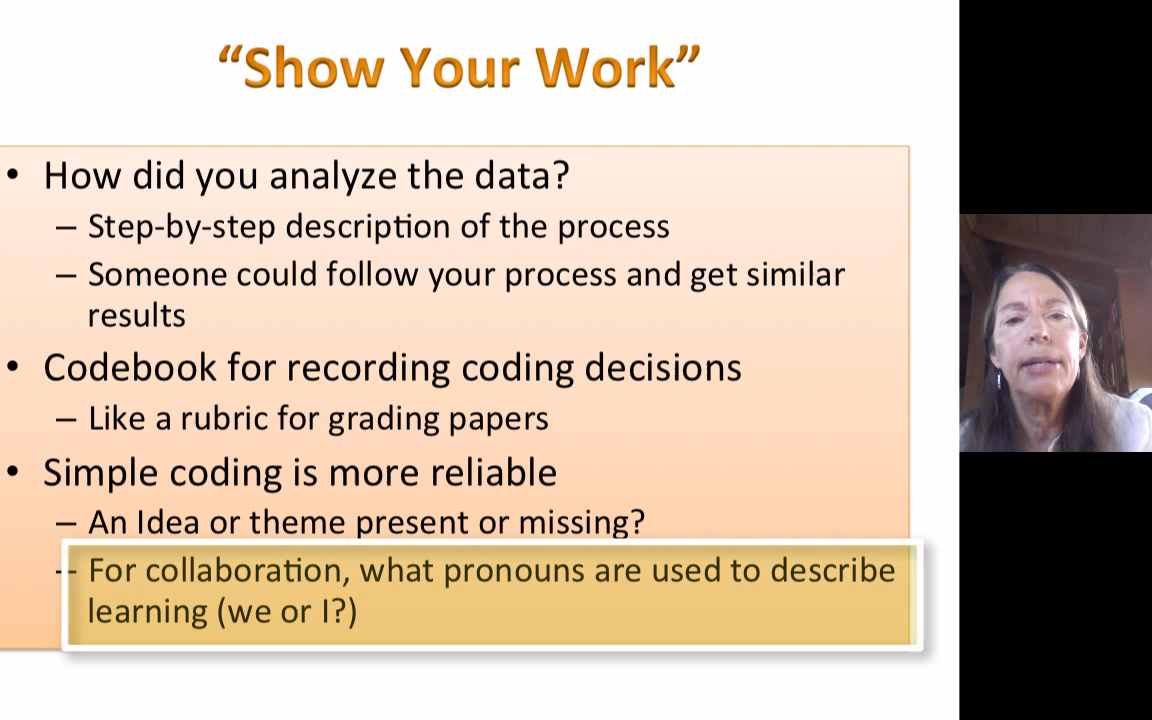 “Show Your Work”
• How did you analyze the data?
– Step-by-step description of the process
– Someone could follow your process and get similar
results
• Codebook for recording coding decisions
– Like a rubric for grading papers
• Simple coding is more reliable
– An Idea or theme present or missing?
– For collaboration, what pronouns are used to describe
learning (we or I?)